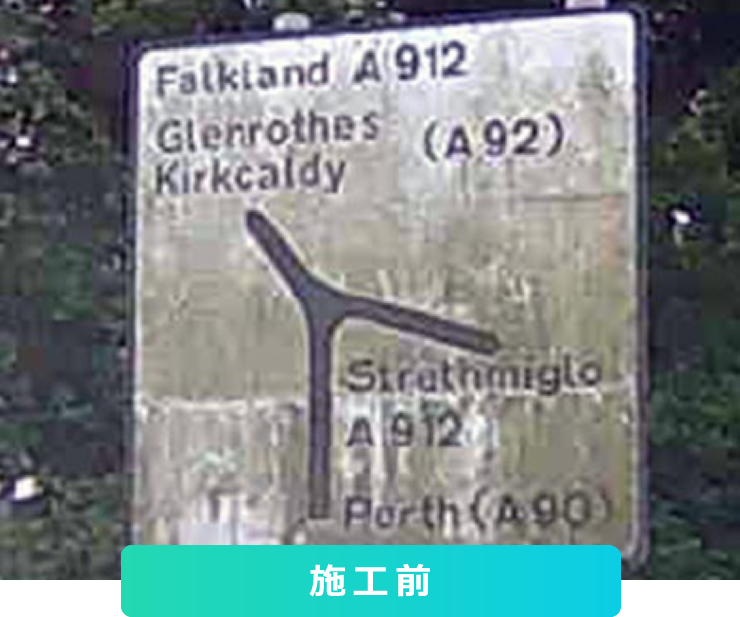 Falkland A 912
Glenrothes (A 92)
Kirkcaldy
Strathmiglo
A 912
Perth (A 90)
施工前